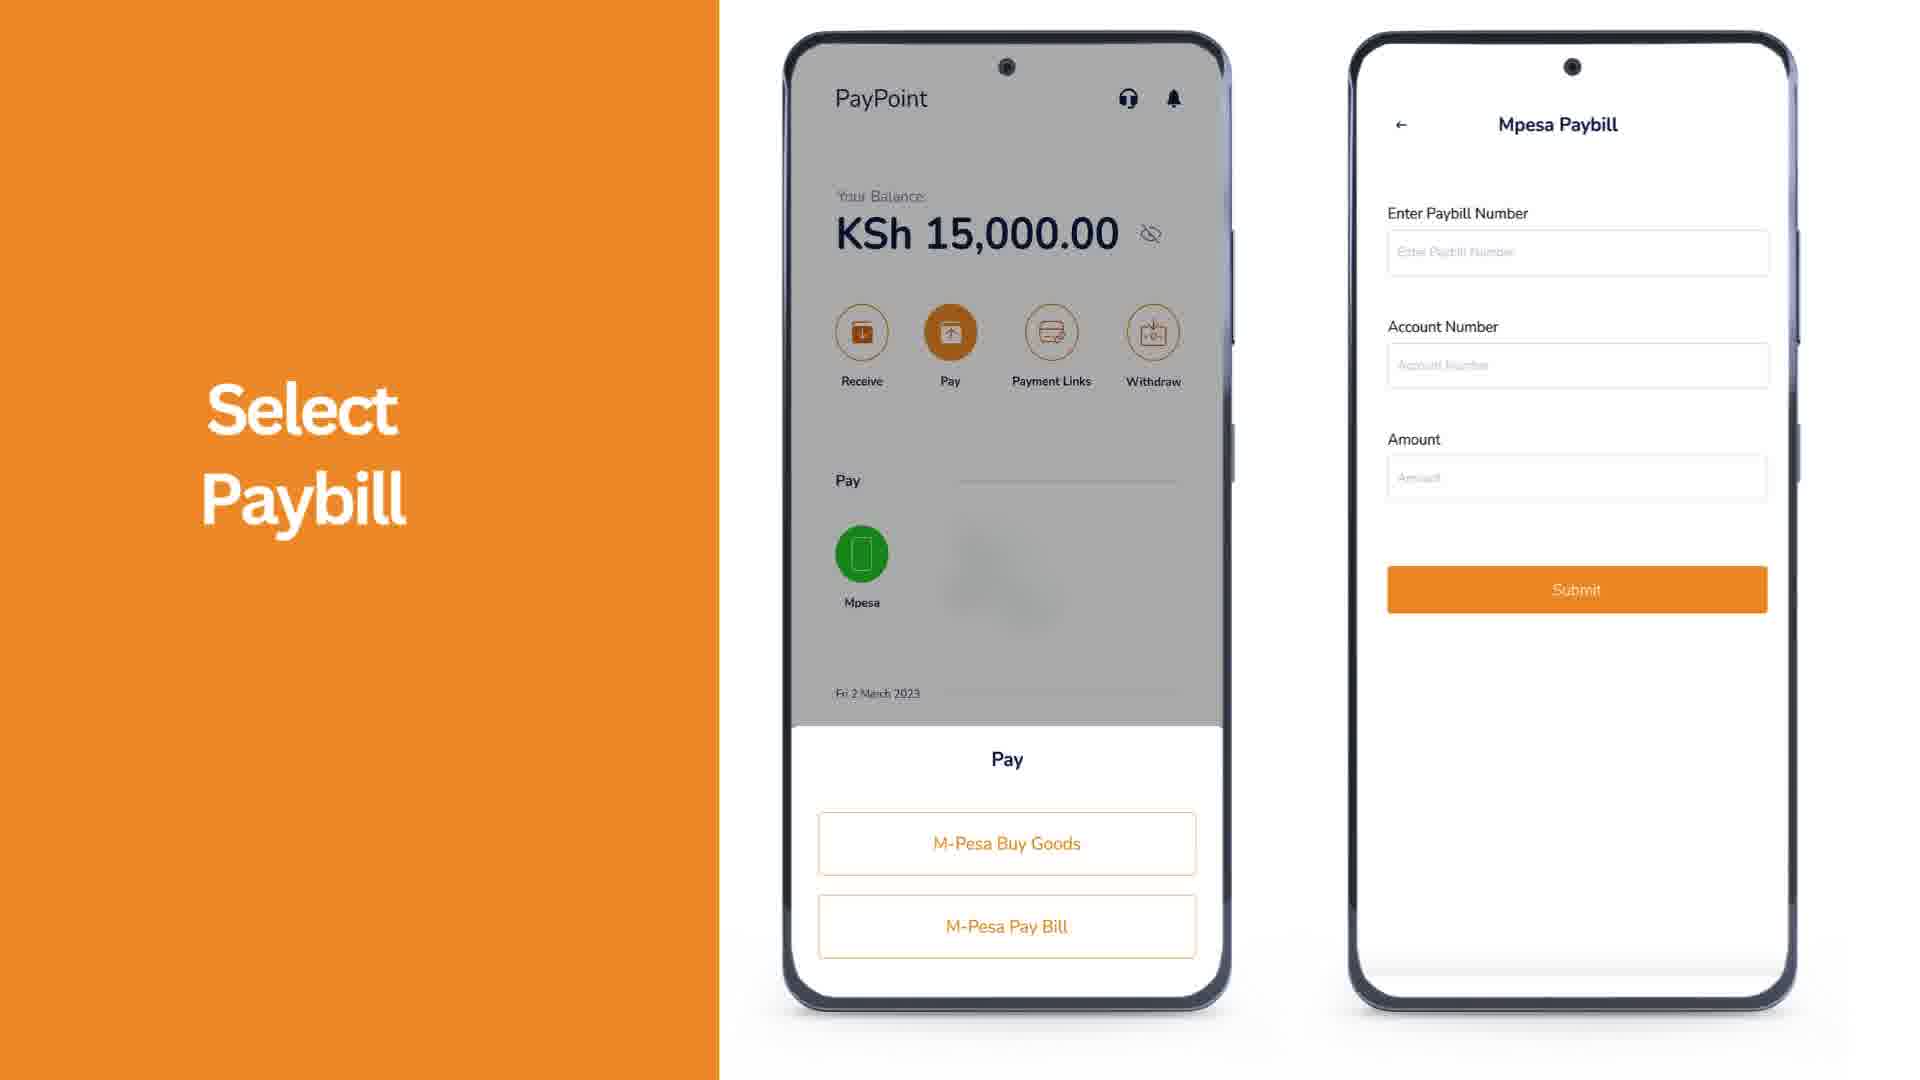 Select
Paybill
PayPoint
Your Balance:
KSh 15,000.00
Receive
Pay
Payment Links
Withdraw
Pay
Mpesa
Fri 2 March 2023
Pay
M-Pesa Buy Goods
M-Pesa Pay Bill
Mpesa Paybill
Enter Paybill Number
Enter Paybill Number
Account Number
Account Number
Amount
Amount
Submit